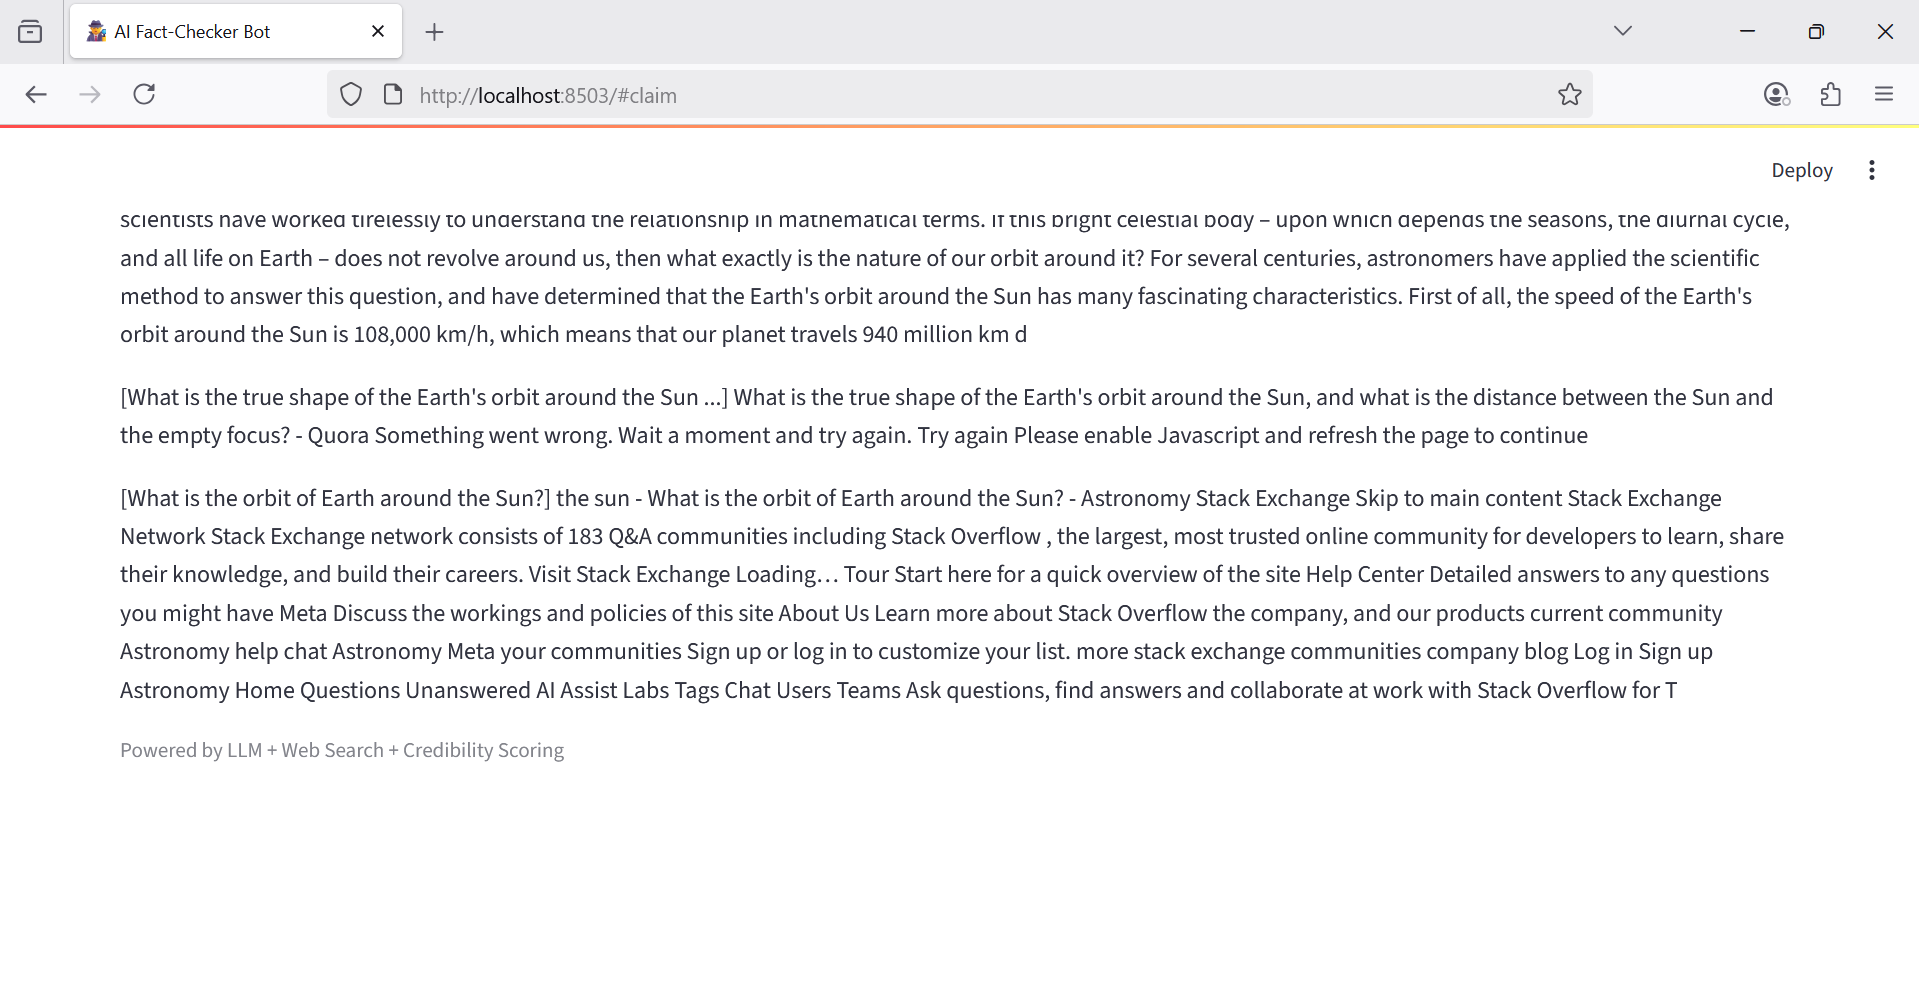 AI Fact-Checker Bot
http://localhost:8503/#claim
Deploy
scientists have worked tirelessly to understand the relationship in mathematical terms. If this bright celestial body – upon which depends the seasons, the diurnal cycle,
and all life on Earth – does not revolve around us, then what exactly is the nature of our orbit around it? For several centuries, astronomers have applied the scientific
method to answer this question, and have determined that the Earth's orbit around the Sun has many fascinating characteristics. First of all, the speed of the Earth's
orbit around the Sun is 108,000 km/h, which means that our planet travels 940 million km d
[What is the true shape of the Earth's orbit around the Sun ...] What is the true shape of the Earth's orbit around the Sun, and what is the distance between the Sun and
the empty focus? - Quora Something went wrong. Wait a moment and try again. Try again Please enable Javascript and refresh the page to continue
[What is the orbit of Earth around the Sun?] the sun - What is the orbit of Earth around the Sun? - Astronomy Stack Exchange Skip to main content Stack Exchange
Network Stack Exchange network consists of 183 Q&A communities including Stack Overflow , the largest, most trusted online community for developers to learn, share
their knowledge, and build their careers. Visit Stack Exchange Loading… Tour Start here for a quick overview of the site Help Center Detailed answers to any questions
you might have Meta Discuss the workings and policies of this site About Us Learn more about Stack Overflow the company, and our products current community
Astronomy help chat Astronomy Meta your communities Sign up or log in to customize your list. more stack exchange communities company blog Log in Sign up
Astronomy Home Questions Unanswered AI Assist Labs Tags Chat Users Teams Ask questions, find answers and collaborate at work with Stack Overflow for T
Powered by LLM + Web Search + Credibility Scoring